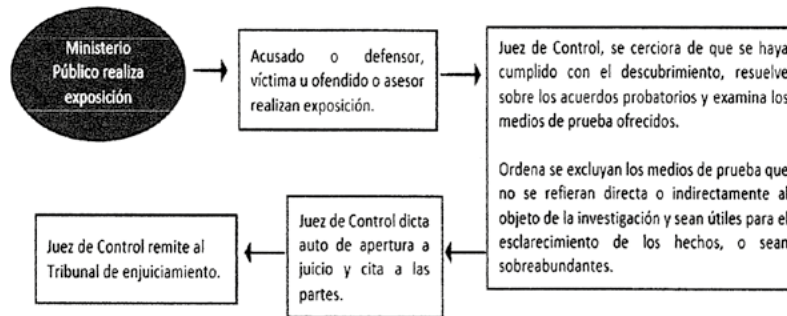 Ministerio
Público realiza
exposición
Acusado o defensor,
víctima u ofendido o asesor
realizan exposición.
Juez de Control, se cerciora de que se haya
cumplido con el descubrimiento, resuelve
sobre los acuerdos probatorios y examina los
medios de prueba ofrecidos.
Ordena se excluyan los medios de prueba que
no se refieran directa o indirectamente al
objeto de la investigación y sean útiles para el
esclarecimiento de los hechos, o sean
sobreabundantes.
Juez de Control dicta
auto de apertura a
juicio y cita a las
partes.
Juez de Control remite al
Tribunal de enjuiciamiento.